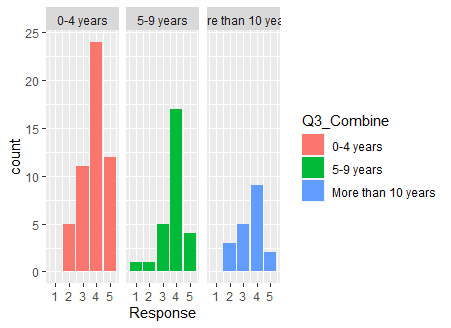 0-4 years 5-9 years re than 10 yea
25
20
15
10
5
0
count
1 2 3 4 5 1 2 3 4 5 1 2 3 4 5
Response
Q3_Combine
0-4 years
5-9 years
More than 10 years